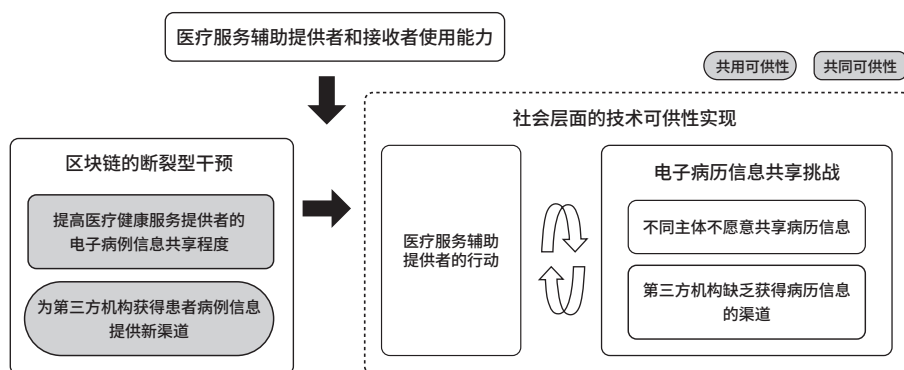 医疗服务辅助提供者和接收者使用能力
共用可供性
共同可供性
社会层面的技术可供性实现
区块链的断裂型干预
提高医疗健康服务提供者的
电子病例信息共享程度
为第三方机构获得患者病例信息
提供新渠道
医疗服务辅助
提供者的行动
电子病历信息共享挑战
不同主体不愿意共享病历信息
第三方机构缺乏获得病历信息
的渠道